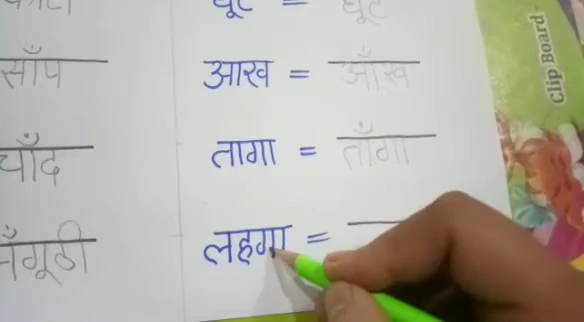 घूट = घूँट
साँप
आख = आँख
चाँद
तागा = ताँगा
लहगा =
Clip Board